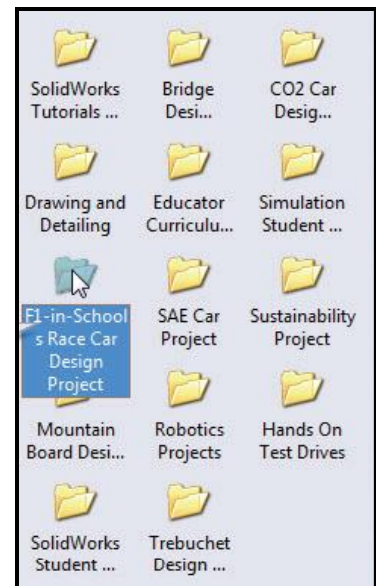 SolidWorks
Tutorials ...
Bridge
Desi...
CO2 Car
Desig...
Drawing and
Detailing
Educator
Curriculu...
Simulation
Student ...
F1-in-School
s Race Car
Design
Project
SAE Car
Project
Sustainability
Project
Mountain
Board Desi...
Robotics
Projects
Hands On
Test Drives
SolidWorks
Student ...
Trebuchet
Design ...